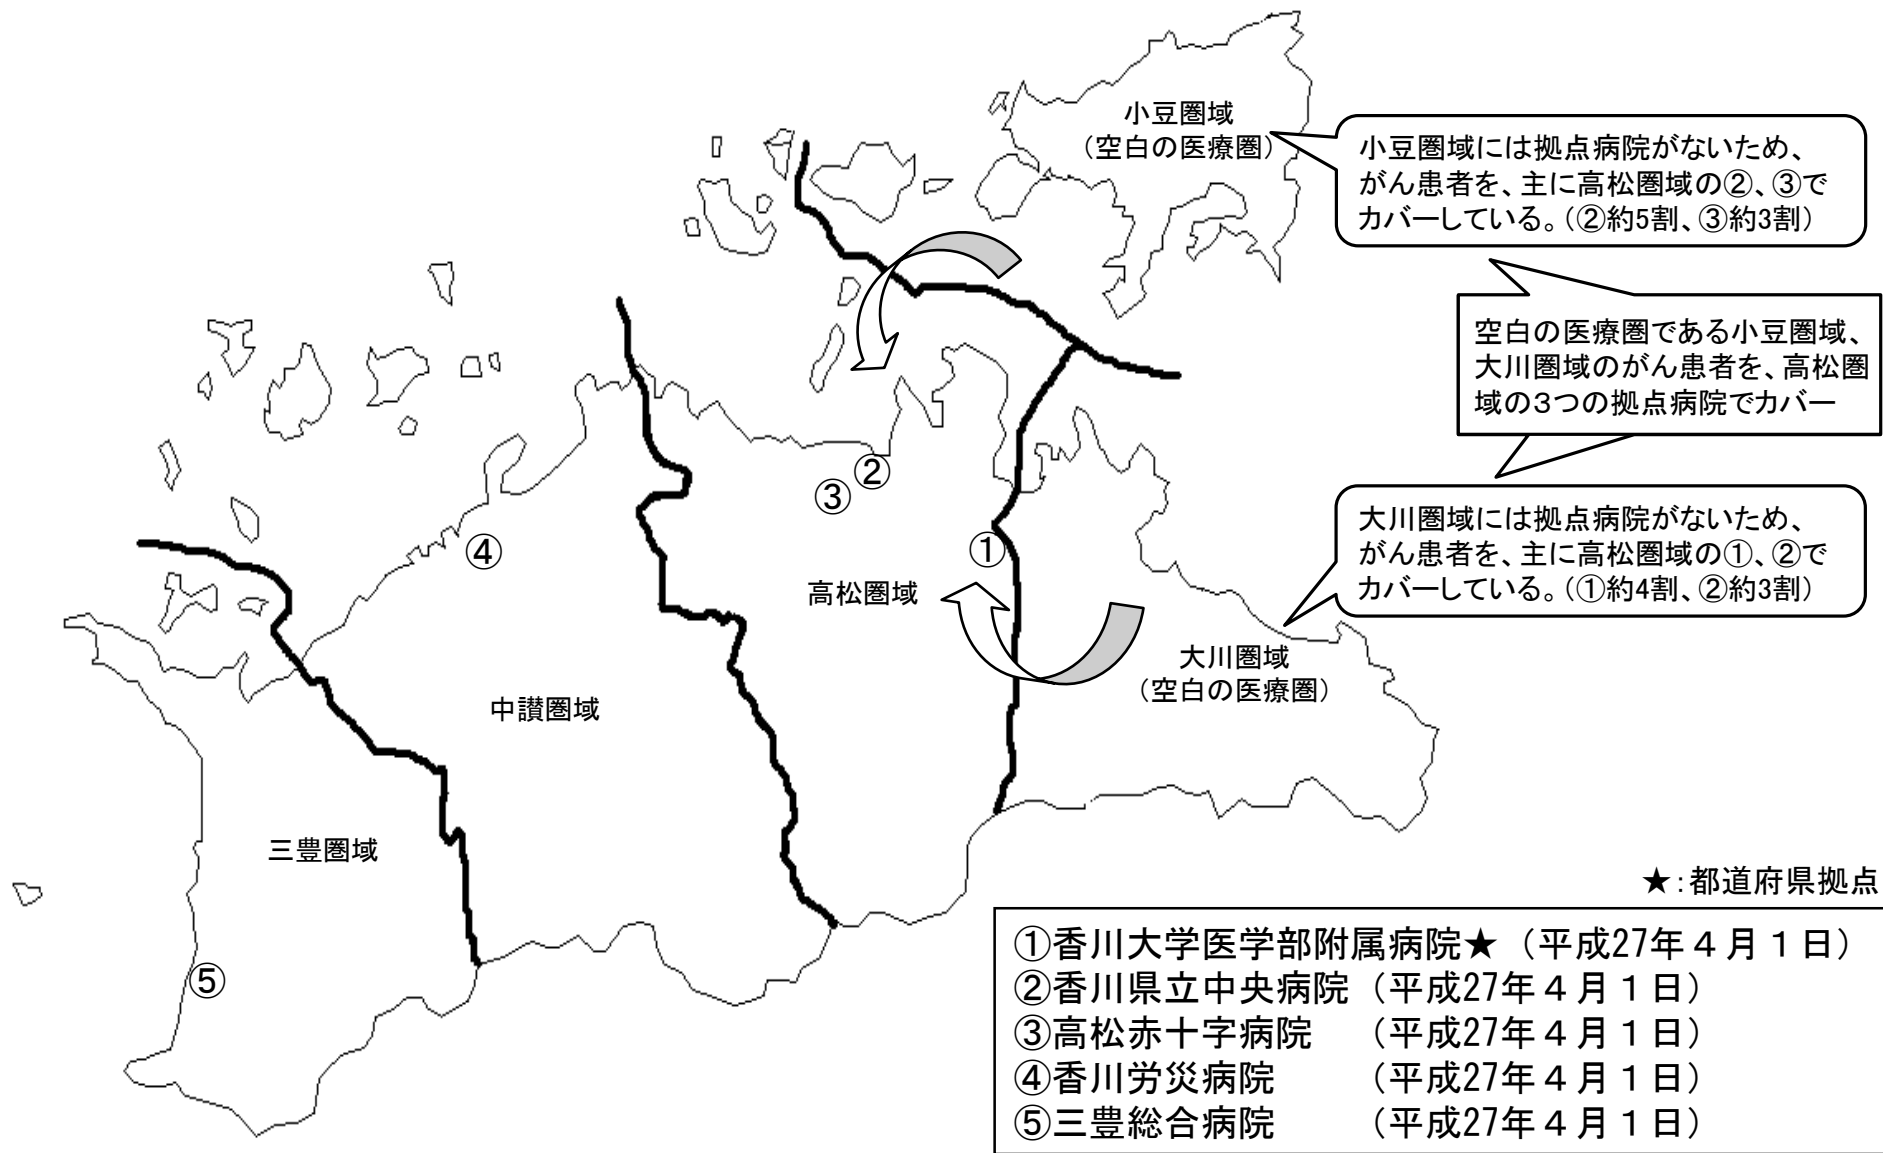 小豆圏域
(空白の医療圏)
小豆圏域には拠点病院がないため、
がん患者を、主に高松圏域の②、③で
カバーしている。(②約5割、③約3割)
空白の医療圏である小豆圏域、
大川圏域のがん患者を、高松圏
域の3つの拠点病院でカバー
②
③
①
④
大川圏域には拠点病院がないため、
がん患者を、主に高松圏域の①、②で
カバーしている。(①約4割、②約3割)
高松圏域
大川圏域
(空白の医療圏)
中讃圏域
三豊圏域
⑤
★:都道府県拠点
①香川大学医学部附属病院★(平成27年4月1日)
②香川県立中央病院(平成27年4月1日)
③高松赤十字病院 (平成27年4月1日)
④香川労災病院 (平成27年4月1日)
⑤三豊総合病院 (平成27年4月1日)